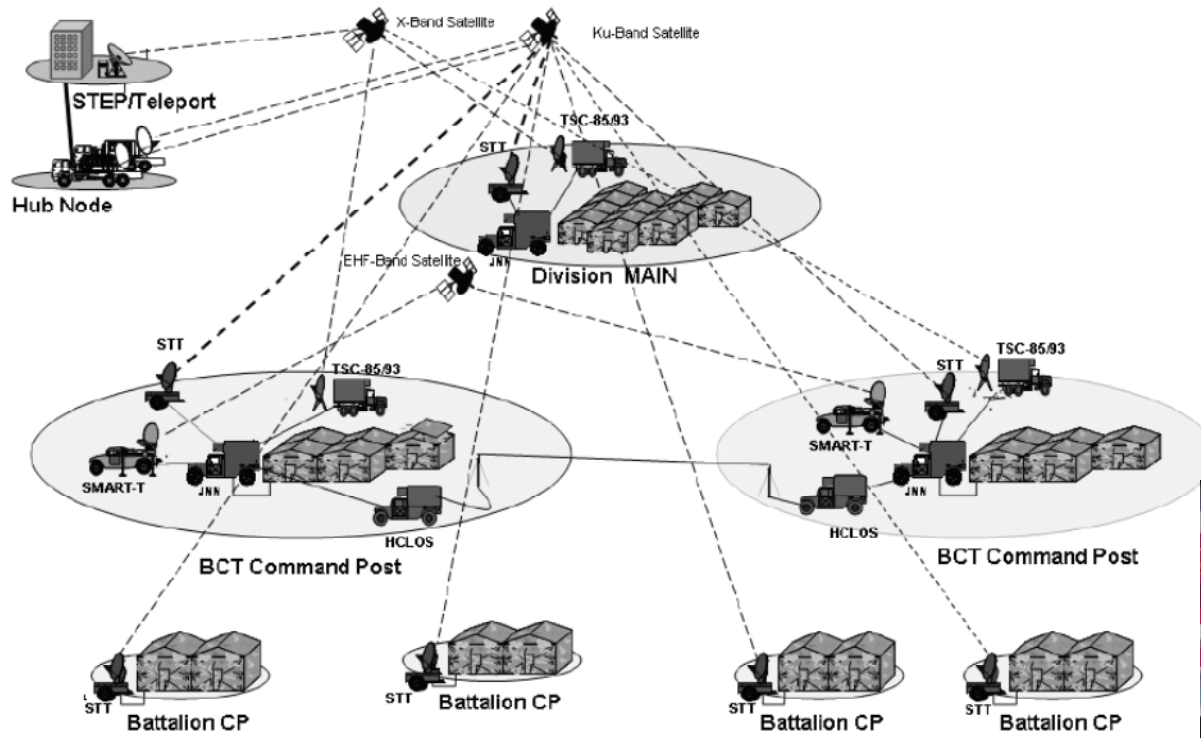 X-Band Satellite
Ku-Band Satellite
STEP/Teleport
Hub Node
TSC-85/93
STT
JNN
Division MAIN
EHF-Band Satellite
STT
TSC-85/93
SMART-T
JNN
HCLOS
BCT Command Post
STT
TSC-85/93
SMART-T
JNN
HCLOS
BCT Command Post
STT
Battalion CP
STT
Battalion CP
STT
Battalion CP
STT
Battalion CP